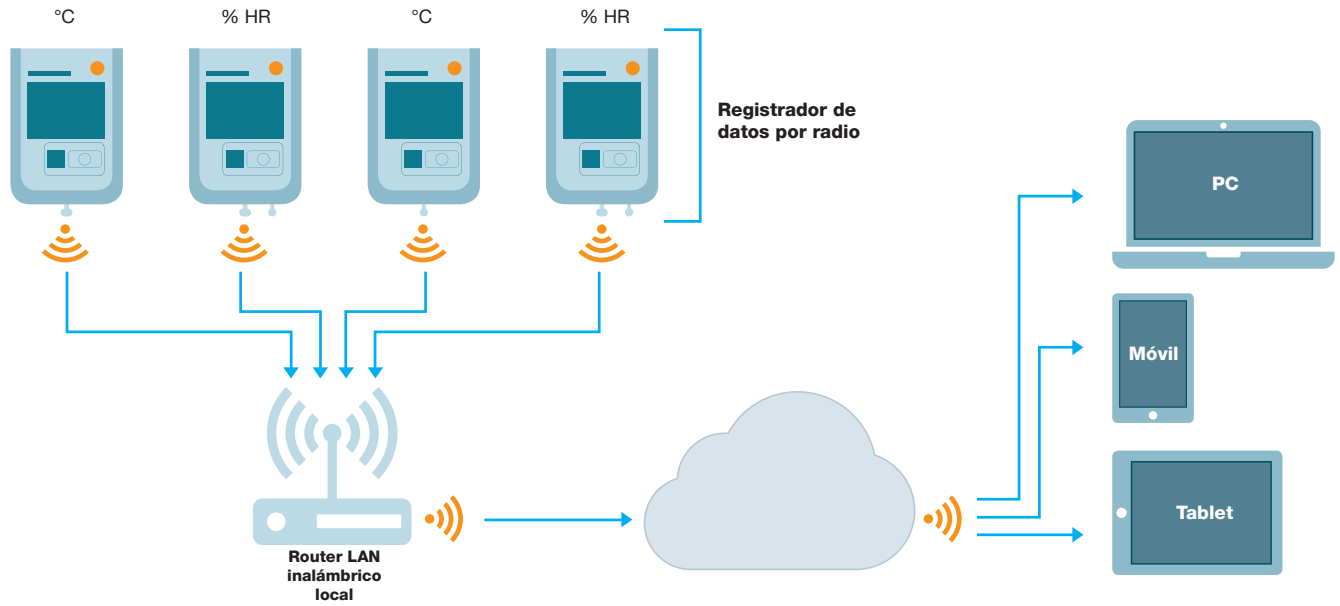 °C
% HR
°C
% HR
Registrador de
datos por radio
PC
Móvil
Tablet
Router LAN
inalámbrico
local